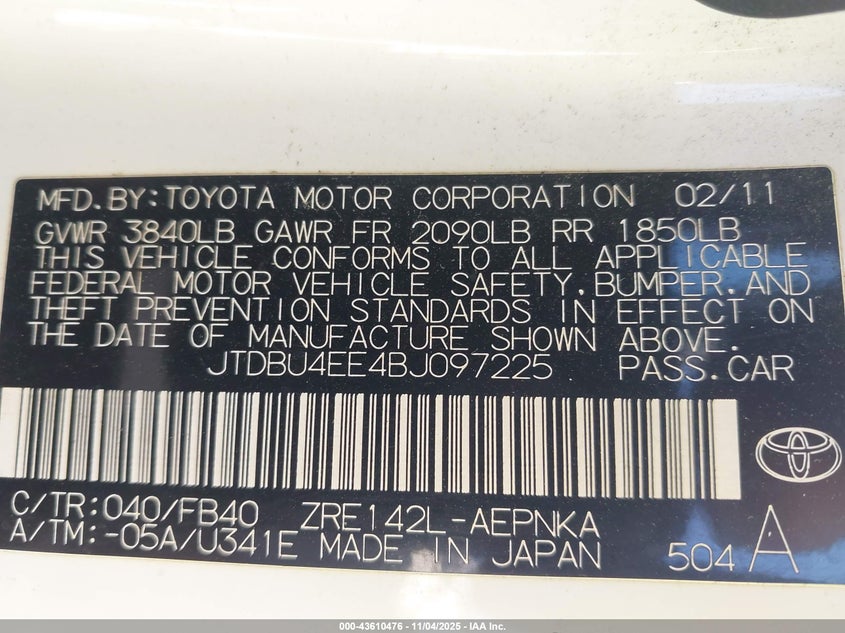 MFD.BY:TOYOTA MOTOR CORPORATION 02/11
GVWR 3840LB GAWR FR 2090LB RR 1850LB
THIS VEHICLE CONFORMS TO ALL APPLICABLE
FEDERAL MOTOR VEHICLE SAFETY,BUMPER,AND
THEFT PREVENTION STANDARDS IN EFFECT ON
THE DATE OF MANUFACTURE SHOWN ABOVE.
JTDBU4EE4BJ097225 PASS.CAR
C/TR:040/FB40 ZRE142L-AEPNKA
A/TM:-05A/U341E MADE IN JAPAN 504 A
000-43610476 - 11/04/2025 - IAA Inc.